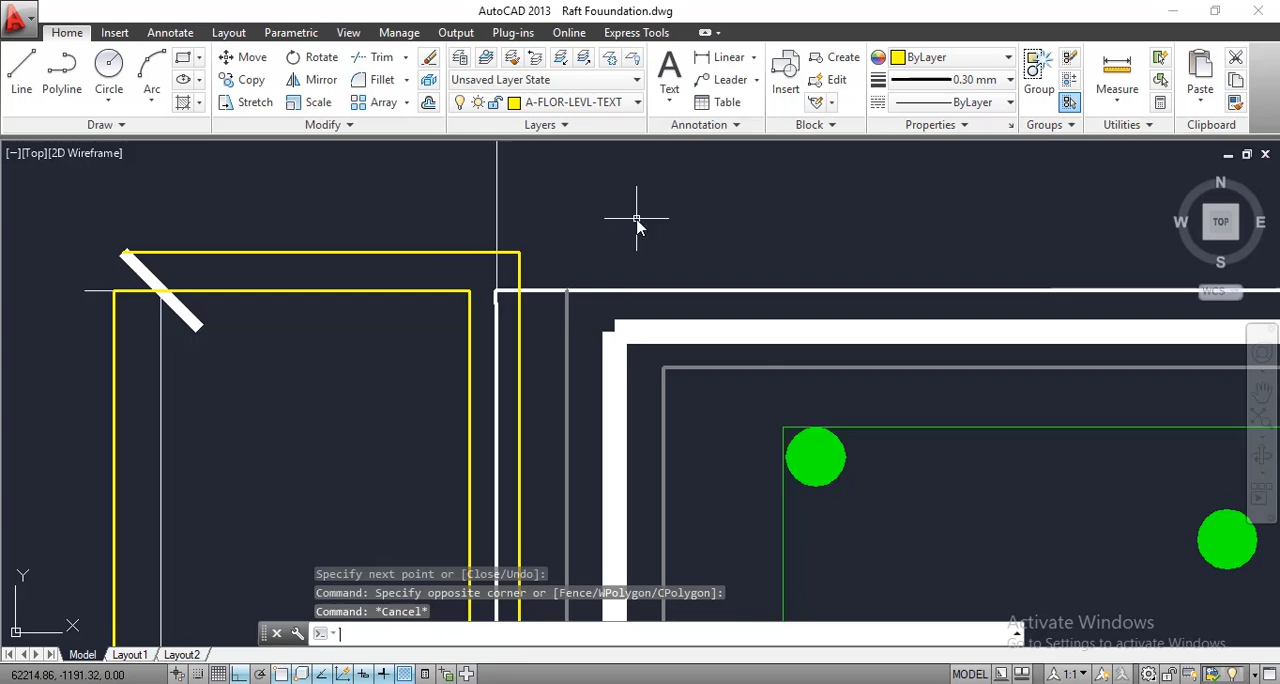 AutoCAD 2013 Raft Fouundation.dwg
Home Insert Annotate Layout Parametric View Manage Output Plug-ins Online Express Tools
Line Polyline Circle Arc
Move Rotate Trim
Copy Mirror Fillet
Stretch Scale Array
Unsaved Layer State
A-FLOR-LEVL-TEXT
Text
Linear
Leader
Table
Insert
Create
Edit
ByLayer
0.30 mm
ByLayer
Group
Measure
Paste
Draw Modify Layers Annotation Block Properties Groups Utilities Clipboard
[−][Top][2D Wireframe]
N
W TOP E
S
WCS
Y
X
Specify next point or [Close/Undo]:
Command: Specify opposite corner or [Fence/WPolygon/CPolygon]:
Command: *Cancel*
Activate Windows
Go to Settings to activate Windows.
Model Layout1 Layout2
62214.86, -1191.32, 0.00 MODEL 1:1